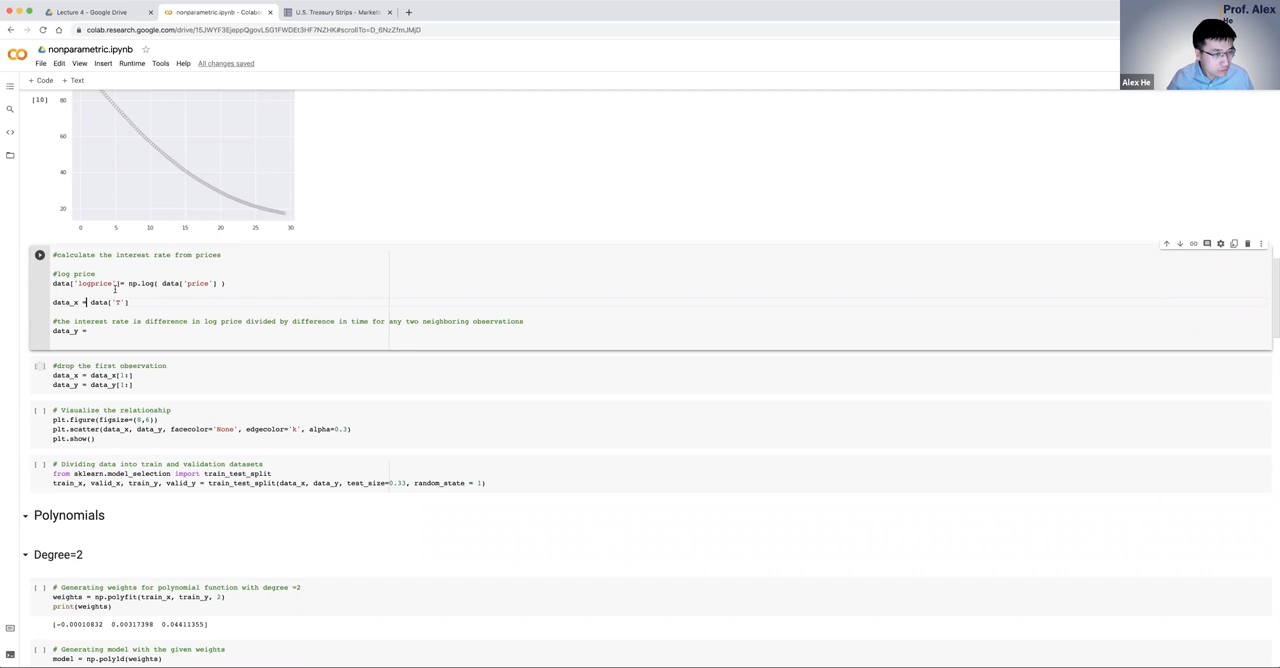 Lecture 4 - Google Drive
nonparametric.ipynb - Colabo
U.S. Treasury Strips - Markets
Prof. Alex
He
colab.research.google.com/drive/15JWYF3EjeppQgovL5G1FWDEt3HF7NZHK#scrollTo=D_6NzZfmJMjD
nonparametric.ipynb
File Edit View Insert Runtime Tools Help All changes saved
Alex He
+ Code + Text
[10]
80
60
40
20
0 5 10 15 20 25 30
#calculate the interest rate from prices
#log price
data['logprice']= np.log( data['price'] )
data_x = data['T']
#the interest rate is difference in log price divided by difference in time for any two neighboring observations
data_y =
[ ] #drop the first observation
data_x = data_x[1:]
data_y = data_y[1:]
[ ] # Visualize the relationship
plt.figure(figsize=(8,6))
plt.scatter(data_x, data_y, facecolor='None', edgecolor='k', alpha=0.3)
plt.show()
[ ] # Dividing data into train and validation datasets
from sklearn.model_selection import train_test_split
train_x, valid_x, train_y, valid_y = train_test_split(data_x, data_y, test_size=0.33, random_state = 1)
Polynomials
Degree=2
[ ] # Generating weights for polynomial function with degree =2
weights = np.polyfit(train_x, train_y, 2)
print(weights)
[-0.00010832 0.00317398 0.04411355]
[ ] # Generating model with the given weights
model = np.poly1d(weights)